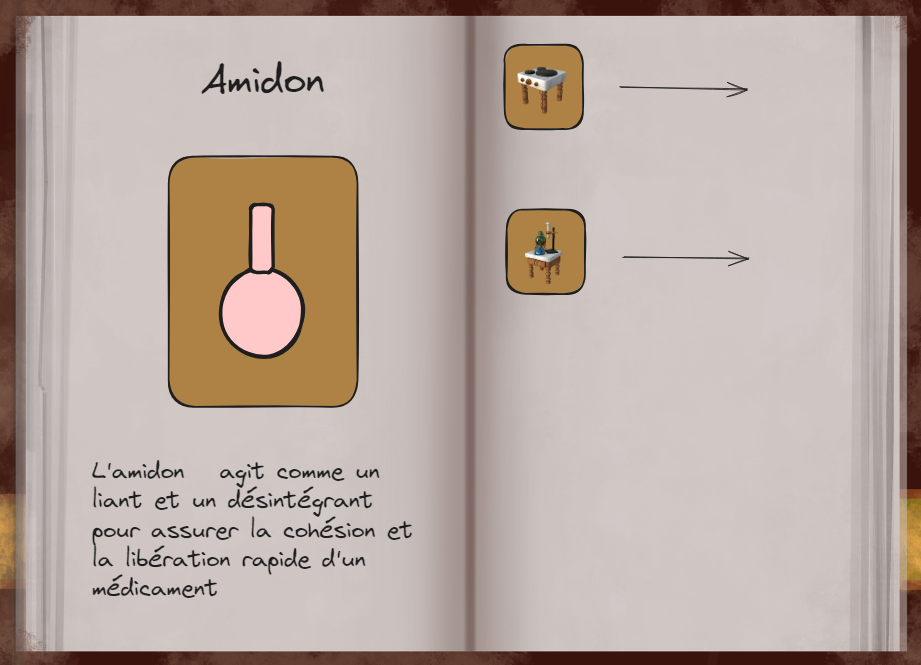 Amidon
L'amidon agit comme un
liant et un désintégrant
pour assurer la cohésion et
la libération rapide d'un
médicament